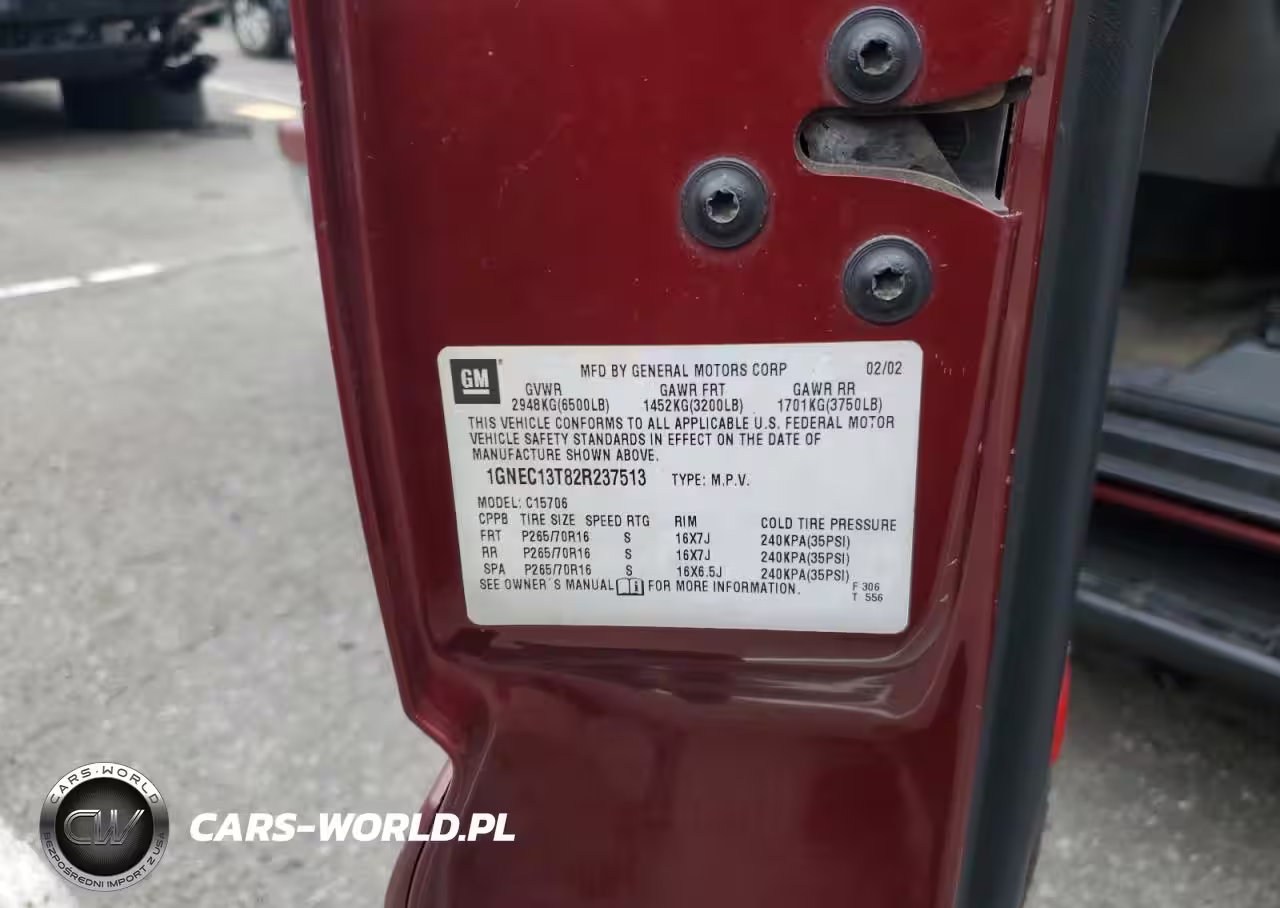 GM
MFD BY GENERAL MOTORS CORP 02/02
GVWR GAWR FRT GAWR RR
2948KG(6500LB) 1452KG(3200LB) 1701KG(3750LB)
THIS VEHICLE CONFORMS TO ALL APPLICABLE U.S. FEDERAL MOTOR
VEHICLE SAFETY STANDARDS IN EFFECT ON THE DATE OF
MANUFACTURE SHOWN ABOVE.
1GNEC13T82R237513 TYPE: M.P.V.
MODEL: C15706
CPPB TIRE SIZE SPEED RTG RIM COLD TIRE PRESSURE
FRT P265/70R16 S 16X7J 240KPA(35PSI)
RR P265/70R16 S 16X7J 240KPA(35PSI)
SPA P265/70R16 S 16X6.5J 240KPA(35PSI)
SEE OWNER'S MANUAL FOR MORE INFORMATION.
F 306
T 556
CARS-WORLD
CW
BEZPOŚREDNI IMPORT Z USA
CARS-WORLD.PL